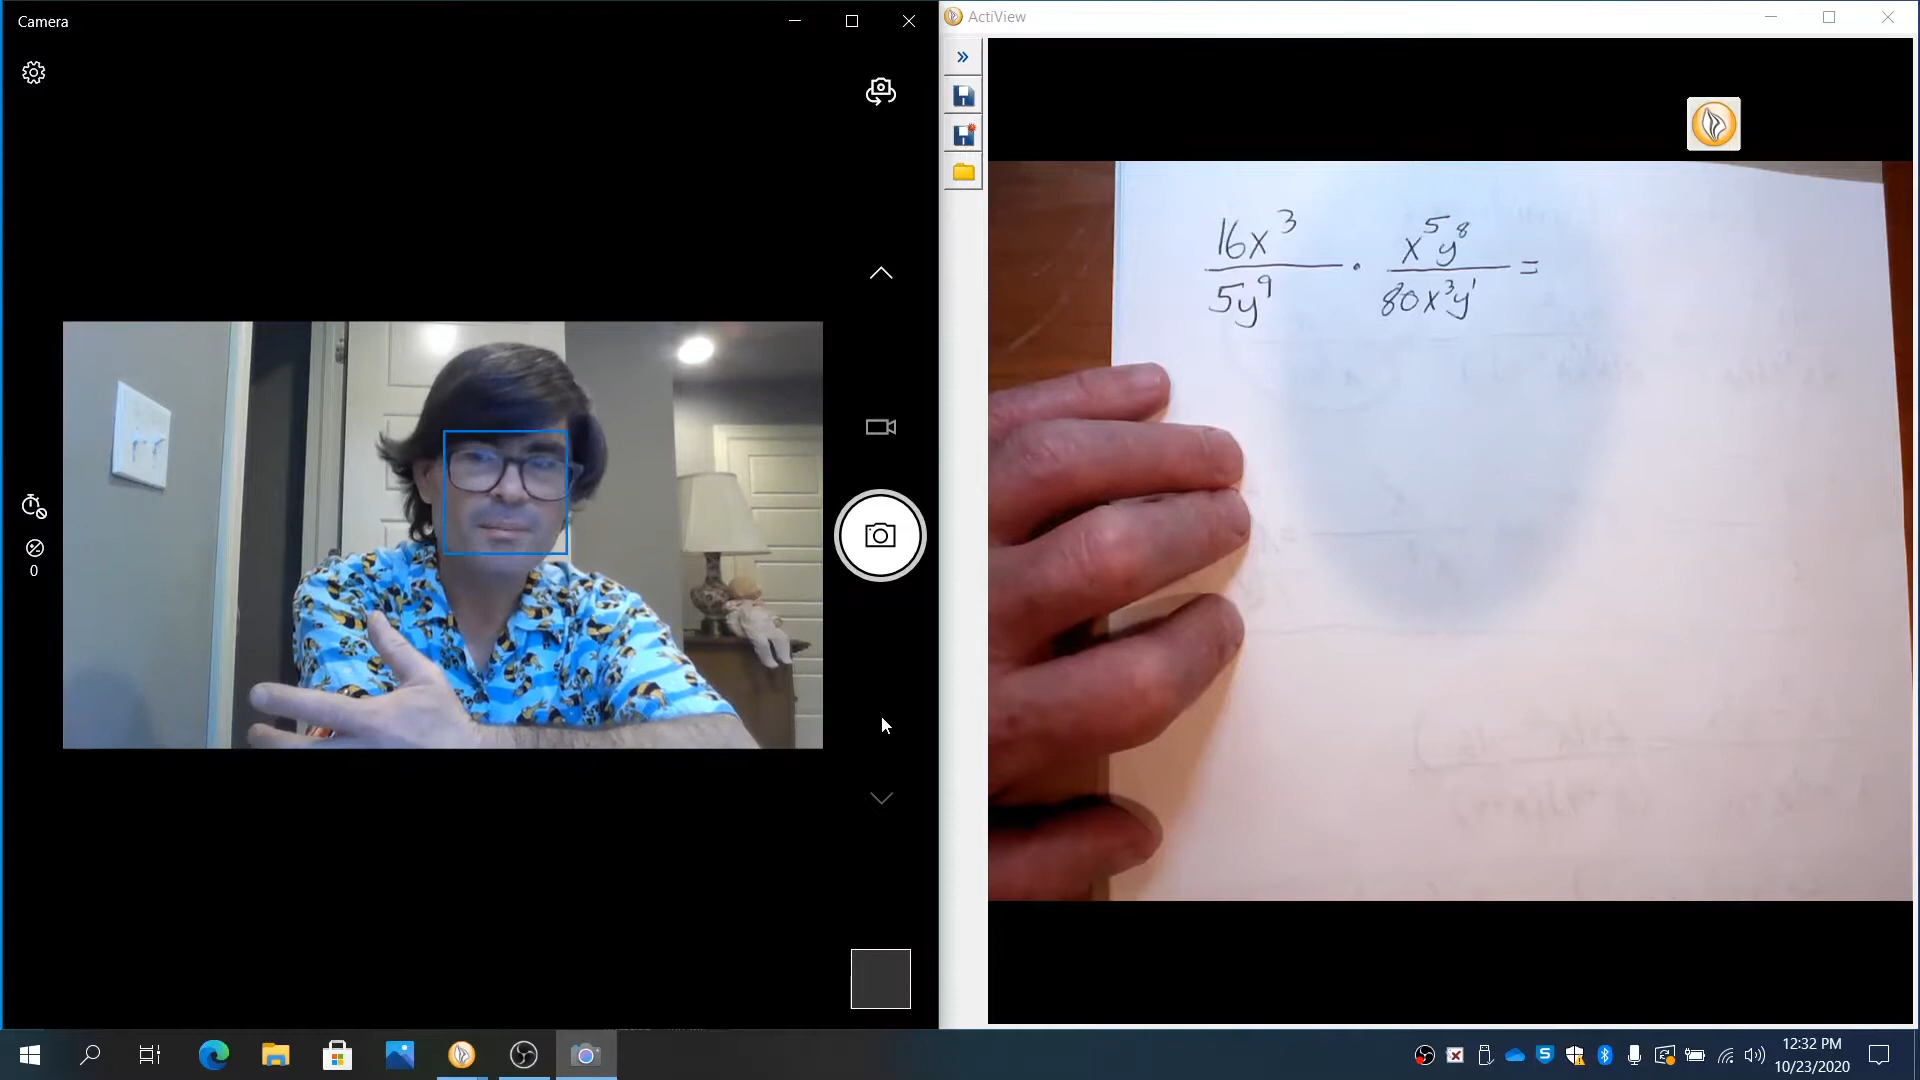 Camera
ActiView
16x³ x⁵y⁸
——— · ——— =
5y⁹ 80x³y¹
0
12:32 PM
10/23/2020